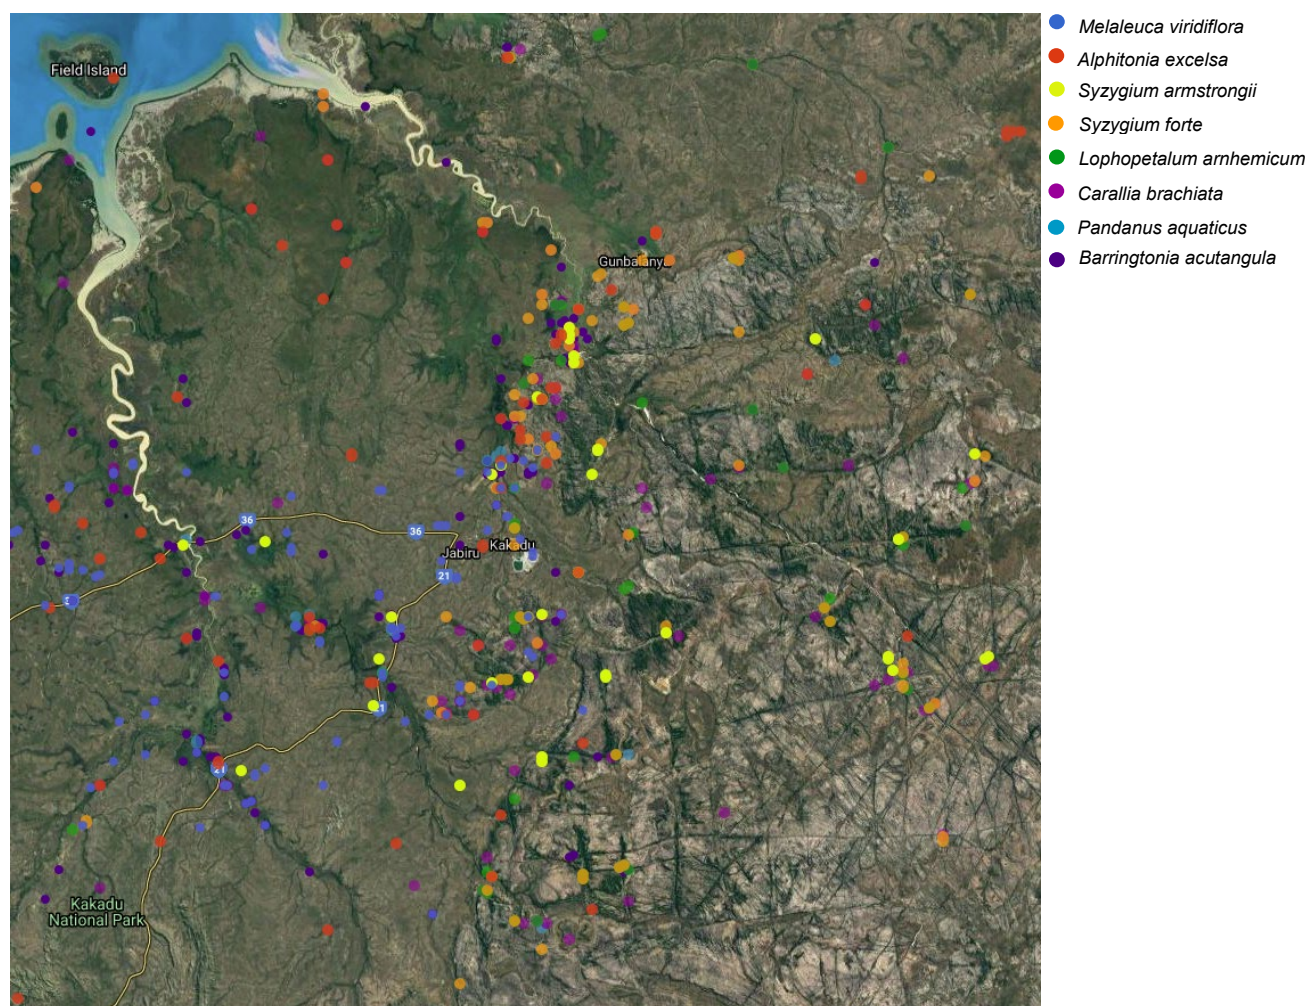 Field Island
Gunbalanya
36
36
Jabiru
Kakadu
21
21
21
Kakadu
National Park
Melaleuca viridiflora
Alphitonia excelsa
Syzygium armstrongii
Syzygium forte
Lophopetalum arnhemicum
Carallia brachiata
Pandanus aquaticus
Barringtonia acutangula